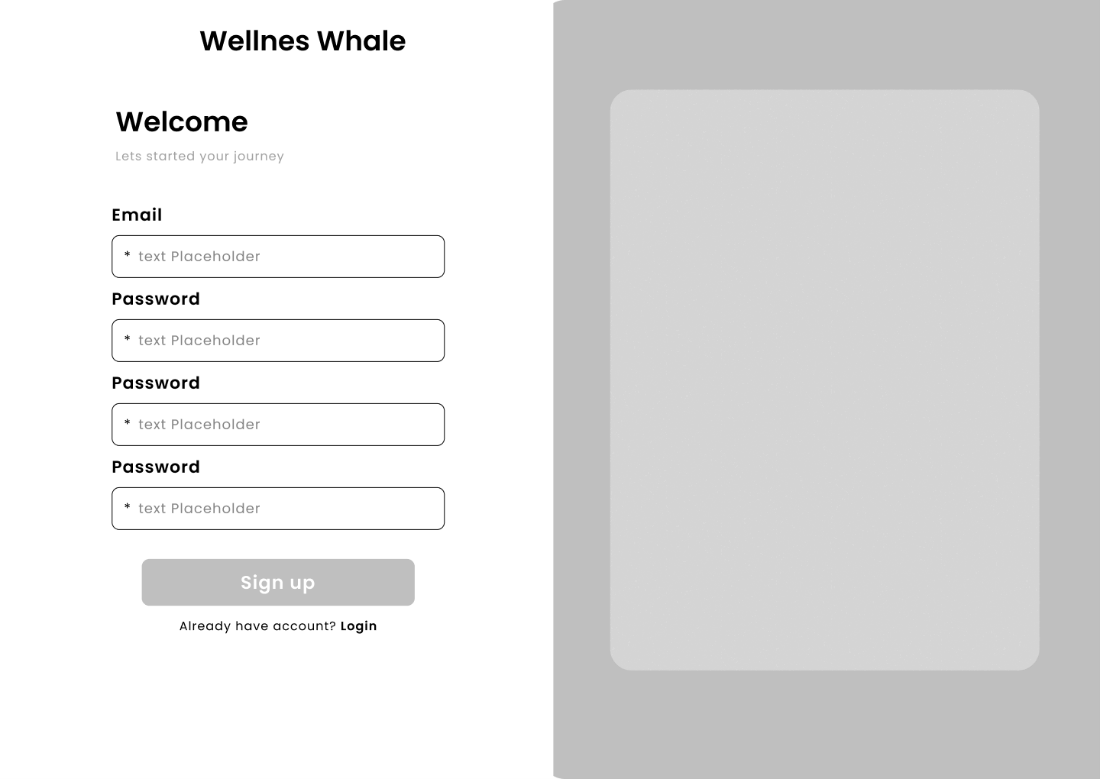 Wellnes Whale
Welcome
Lets started your journey
Email
* text Placeholder
Password
* text Placeholder
Password
* text Placeholder
Password
* text Placeholder
Sign up
Already have account? Login